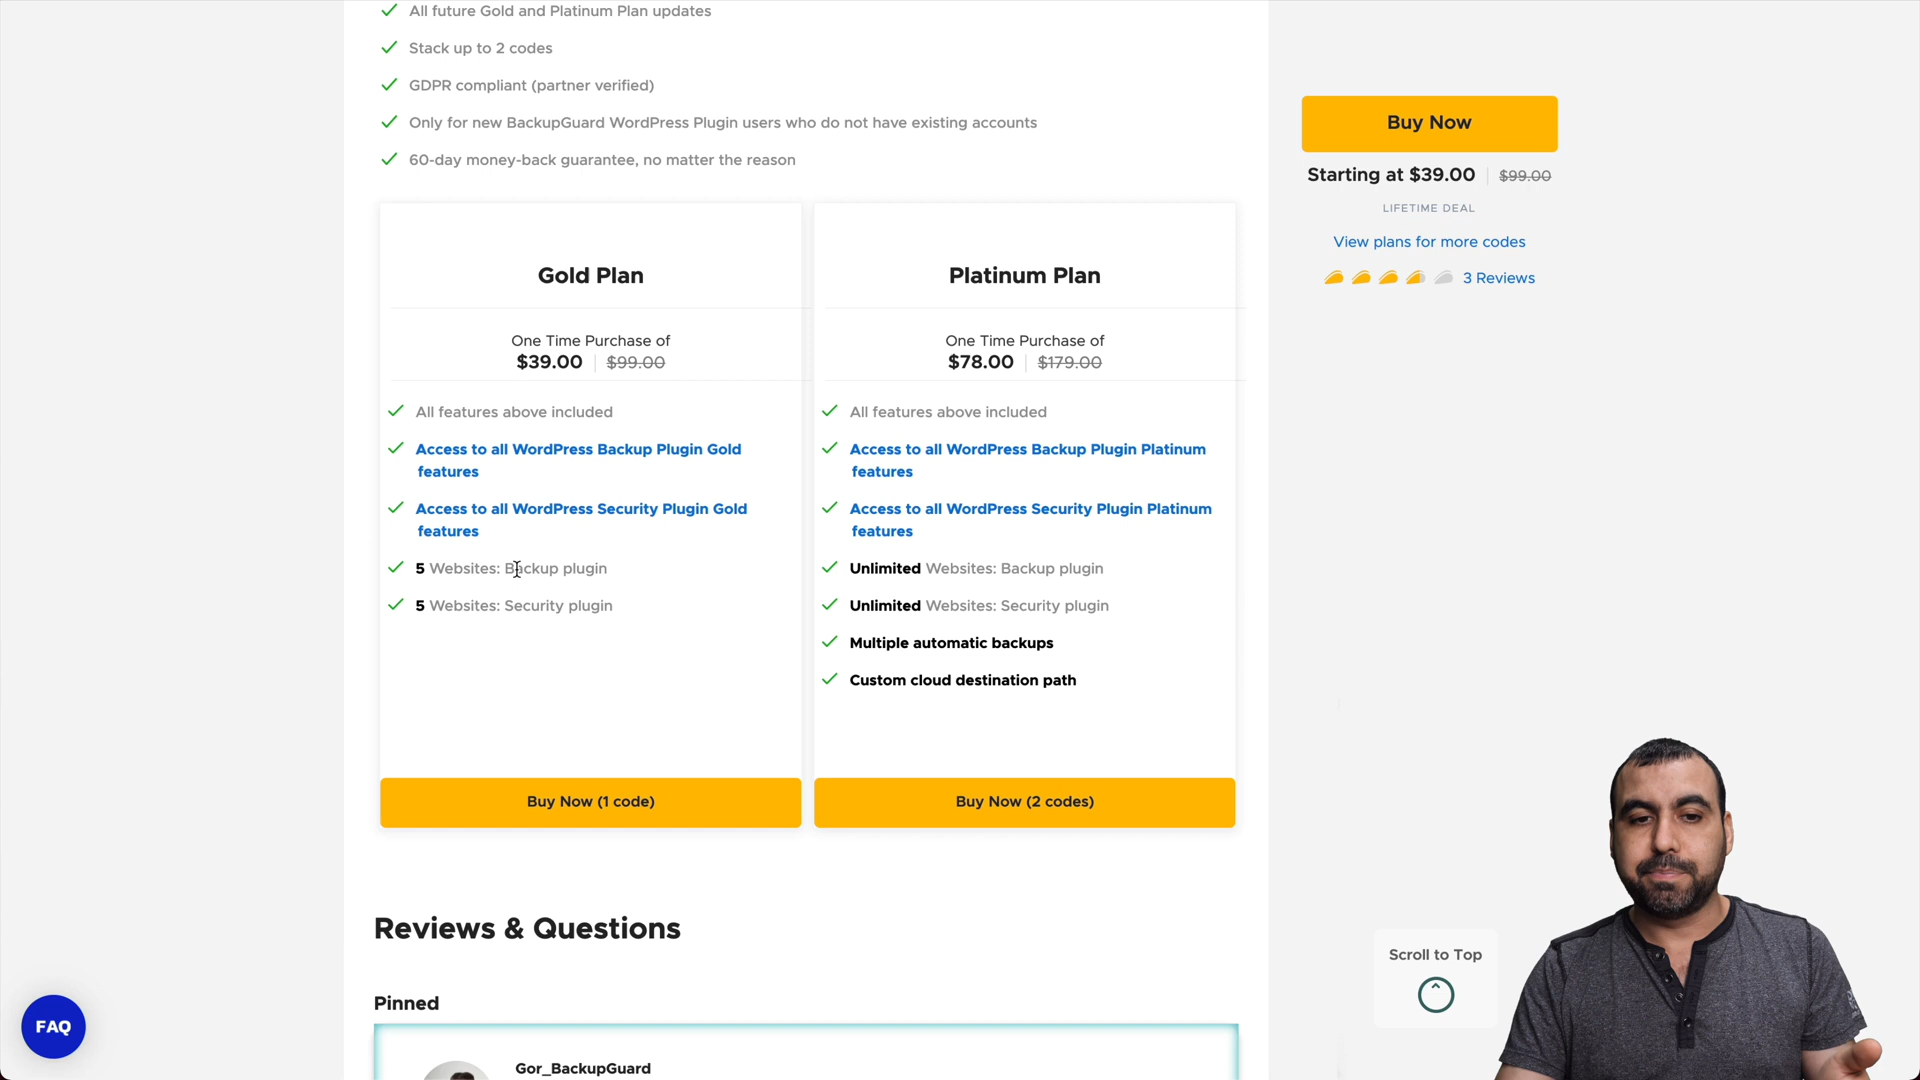 All future Gold and Platinum Plan updates
Stack up to 2 codes
GDPR compliant (partner verified)
Only for new BackupGuard WordPress Plugin users who do not have existing accounts
60-day money-back guarantee, no matter the reason
Gold Plan
One Time Purchase of
$39.00 $99.00
All features above included
Access to all WordPress Backup Plugin Gold
features
Access to all WordPress Security Plugin Gold
features
5 Websites: Backup plugin
5 Websites: Security plugin
Buy Now (1 code)
Platinum Plan
One Time Purchase of
$78.00 $179.00
All features above included
Access to all WordPress Backup Plugin Platinum
features
Access to all WordPress Security Plugin Platinum
features
Unlimited Websites: Backup plugin
Unlimited Websites: Security plugin
Multiple automatic backups
Custom cloud destination path
Buy Now (2 codes)
Buy Now
Starting at $39.00 $99.00
LIFETIME DEAL
View plans for more codes
3 Reviews
Reviews & Questions
Pinned
Gor_BackupGuard
Scroll to Top
FAQ